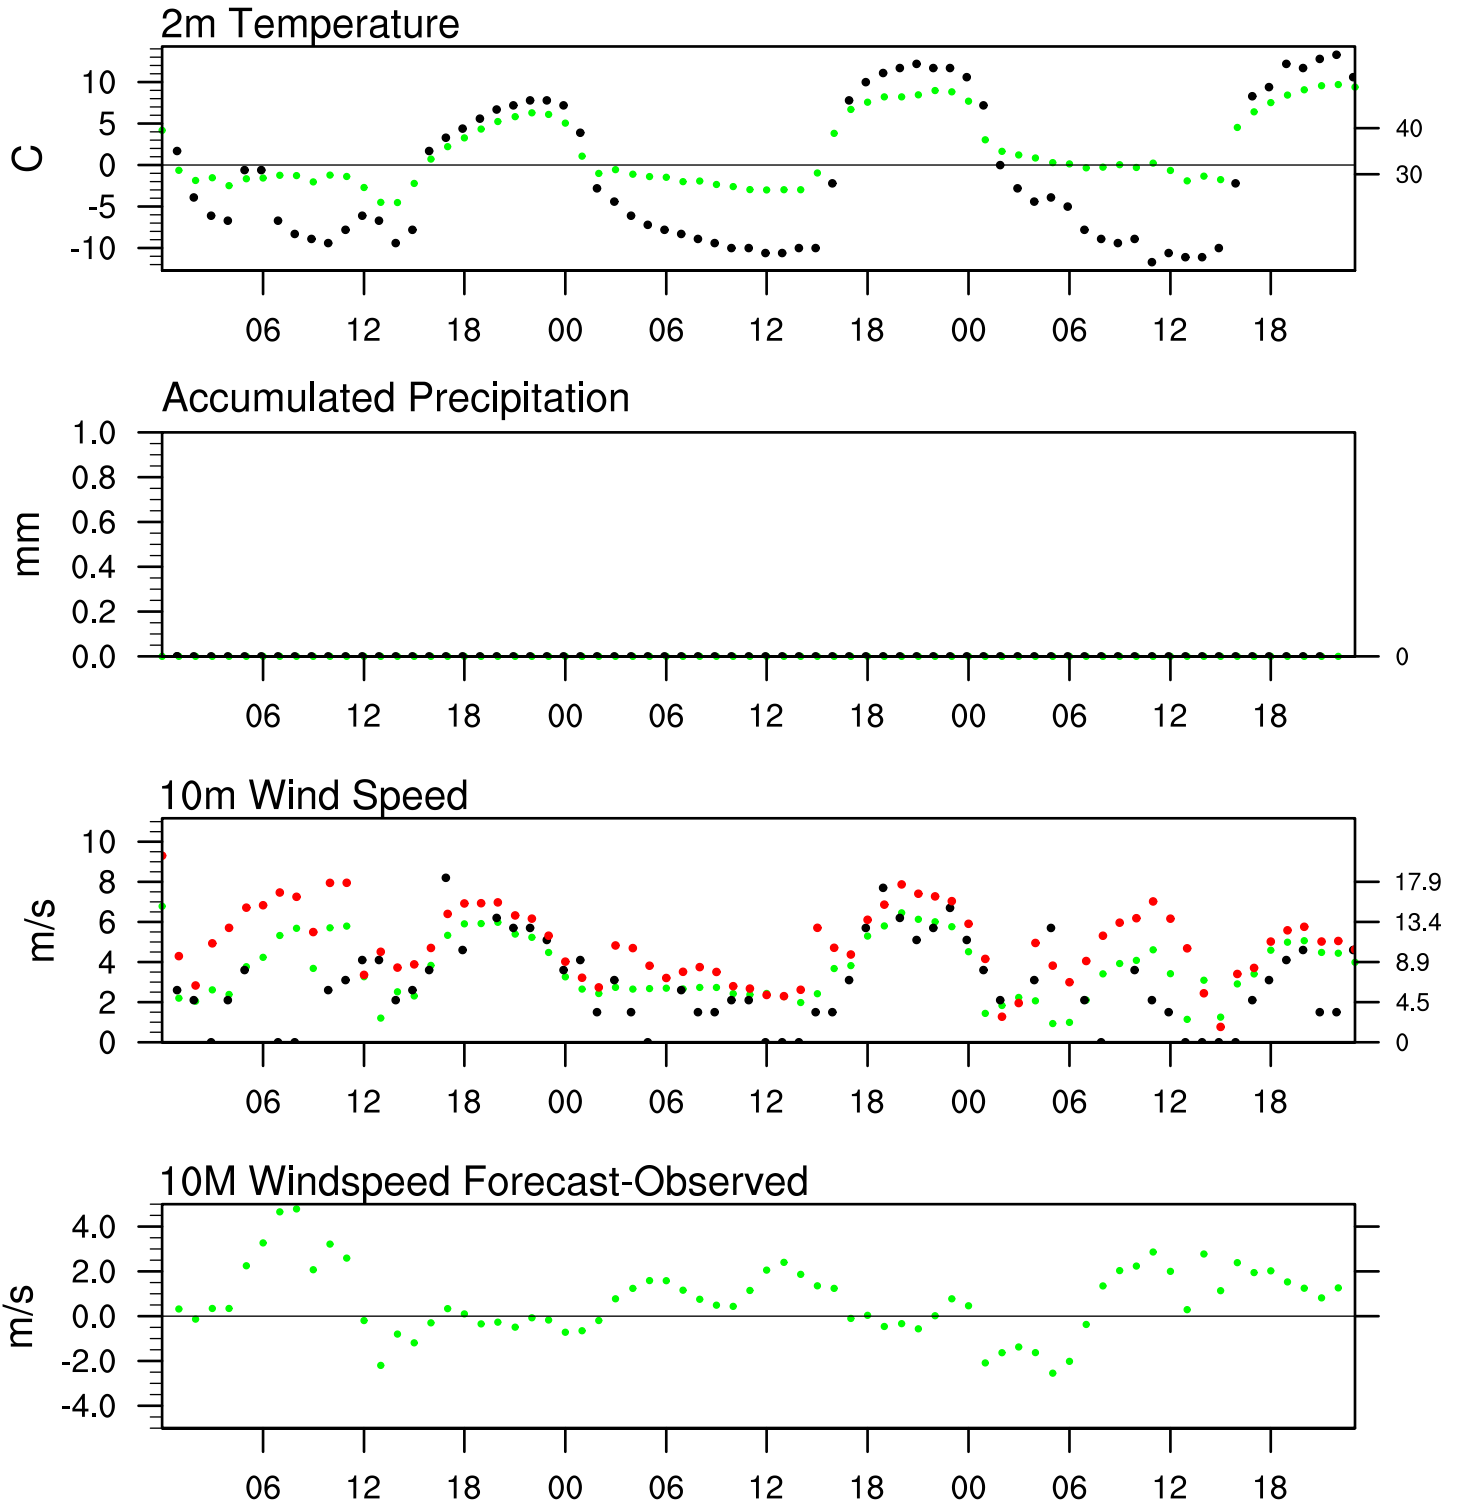 2m Temperature
10
5
0
-5
-10
C
40
30
06 12 18 00 06 12 18 00 06 12 18
Accumulated Precipitation
1.0
0.8
0.6
0.4
0.2
0.0
mm
0
06 12 18 00 06 12 18 00 06 12 18
10m Wind Speed
10
8
6
4
2
0
m/s
17.9
13.4
8.9
4.5
0
06 12 18 00 06 12 18 00 06 12 18
10M Windspeed Forecast-Observed
4.0
2.0
0.0
-2.0
-4.0
m/s
06 12 18 00 06 12 18 00 06 12 18